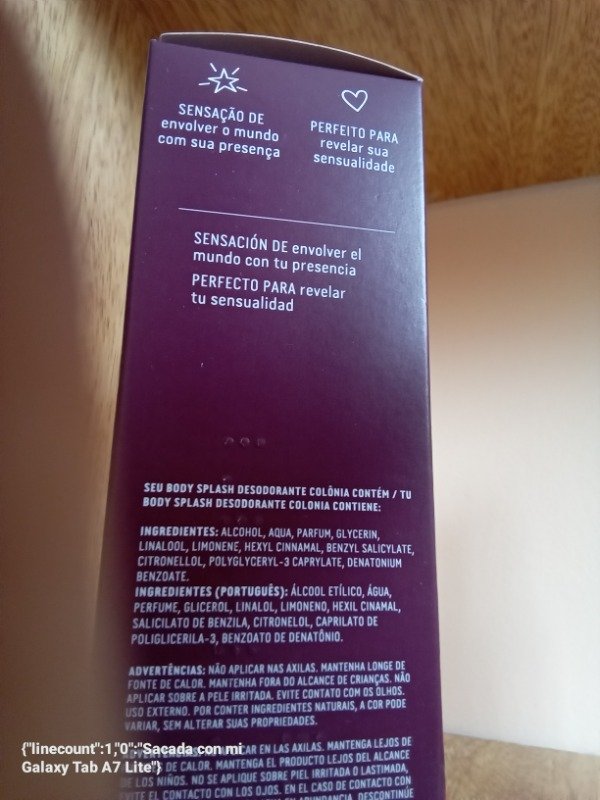 SENSAÇÃO DE
envolver o mundo
com sua presença
PERFEITO PARA
revelar sua
sensualidade
SENSACIÓN DE envolver el
mundo con tu presencia
PERFECTO PARA revelar
tu sensualidad
SEU BODY SPLASH DESODORANTE COLÔNIA CONTÉM / TU
BODY SPLASH DESODORANTE COLONIA CONTIENE:
INGREDIENTES: ALCOHOL, AQUA, PARFUM, GLYCERIN,
LINALOOL, LIMONENE, HEXYL CINNAMAL, BENZYL SALICYLATE,
CITRONELLOL, POLYGLYCERYL-3 CAPRYLATE, DENATONIUM
BENZOATE.
INGREDIENTES (PORTUGUÊS): ÁLCOOL ETÍLICO, ÁGUA,
PERFUME, GLICEROL, LINALOL, LIMONENO, HEXIL CINAMAL,
SALICILATO DE BENZILA, CITRONELOL, CAPRILATO DE
POLIGLICERILA-3, BENZOATO DE DENATÔNIO.
ADVERTÊNCIAS: NÃO APLICAR NAS AXILAS. MANTENHA LONGE DE
FONTE DE CALOR. MANTENHA FORA DO ALCANCE DE CRIANÇAS. NÃO
APLICAR SOBRE A PELE IRRITADA. EVITE CONTATO COM OS OLHOS.
USO EXTERNO. POR CONTER INGREDIENTES NATURAIS, A COR PODE
VARIAR, SEM ALTERAR SUAS PROPRIEDADES.
{"linecount":1,"0":"Sacada con mi
Galaxy Tab A7 Lite"}
EN LAS AXILAS. MANTENGA LEJOS DE
DE CALOR. MANTENGA EL PRODUCTO LEJOS DEL ALCANCE
DE LOS NIÑOS. NO SE APLIQUE SOBRE PIEL IRRITADA O LASTIMADA,
EVITE EL CONTACTO CON LOS OJOS. EN EL CASO DE CONTACTO CON
DESCONTINÚE